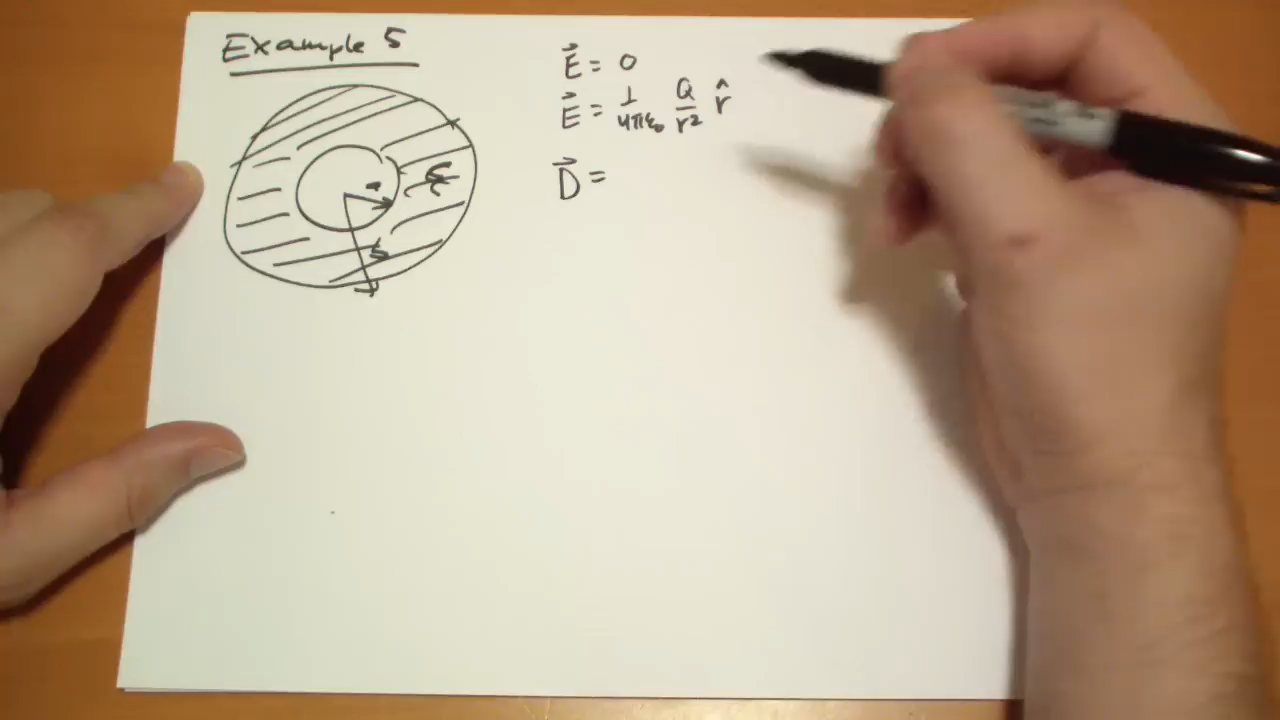 Example 5
E⃗ = 0
E⃗ = 1/4πε₀ Q/r² r̂
D⃗ =
a
ε
b